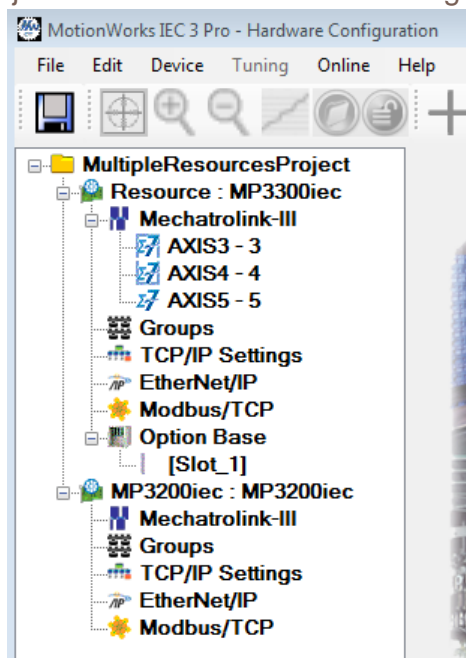 MotionWorks IEC 3 Pro - Hardware Configuration
File Edit Device Tuning Online Help
MultipleResourcesProject
Resource : MP3300iec
Mechatrolink-III
AXIS3 - 3
AXIS4 - 4
AXIS5 - 5
Groups
TCP/IP Settings
EtherNet/IP
Modbus/TCP
Option Base
[Slot_1]
MP3200iec : MP3200iec
Mechatrolink-III
Groups
TCP/IP Settings
EtherNet/IP
Modbus/TCP